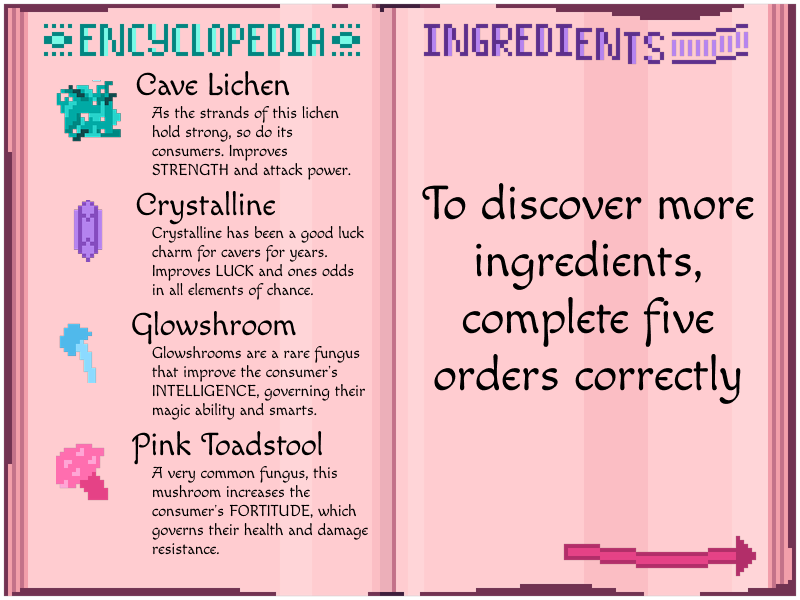 ENCYCLOPEDIA
Cave Lichen
As the strands of this lichen
hold strong, so do its
consumers. Improves
STRENGTH and attack power.
Crystalline
Crystalline has been a good luck
charm for cavers for years.
Improves LUCK and ones odds
in all elements of chance.
Glowshroom
Glowshrooms are a rare fungus
that improve the consumer's
INTELLIGENCE, governing their
magic ability and smarts.
Pink Toadstool
A very common fungus, this
mushroom increases the
consumer's FORTITUDE, which
governs their health and damage
resistance.
INGREDIENTS
To discover more
ingredients,
complete five
orders correctly